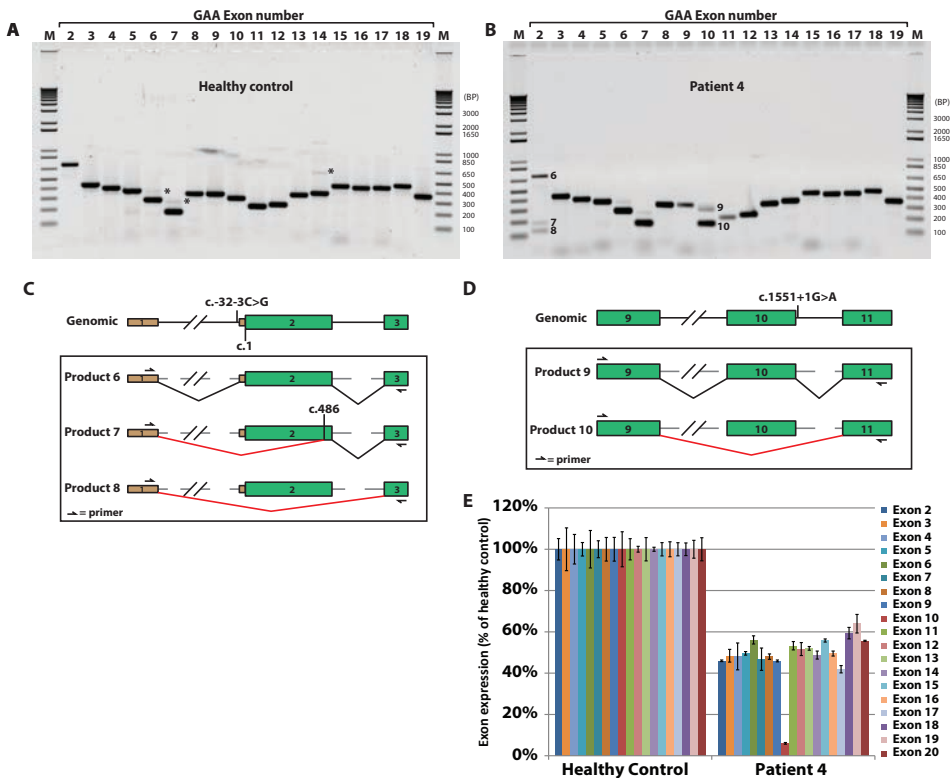 GAA Exon number
A
M 2 3 4 5 6 7 8 9 10 11 12 13 14 15 16 17 18 19 M
Healthy control
(BP)
3000
2000
1650
1000
850
650
500
400
300
200
100
*
*
*
GAA Exon number
B
M 2 3 4 5 6 7 8 9 10 11 12 13 14 15 16 17 18 19 M
Patient 4
(BP)
3000
2000
1650
1000
850
650
500
400
300
200
100
6
7
8
9
10
C
c.-32-3C>G
Genomic 1 2 3
c.1
Product 6 1 2 3
c.486
Product 7 1 2 3
Product 8 1 2 3
= primer
D
c.1551+1G>A
Genomic 9 10 11
Product 9 9 10 11
Product 10 9 10 11
= primer
E
Exon expression (% of healthy control)
120%
100%
80%
60%
40%
20%
0%
Healthy Control Patient 4
Exon 2
Exon 3
Exon 4
Exon 5
Exon 6
Exon 7
Exon 8
Exon 9
Exon 10
Exon 11
Exon 12
Exon 13
Exon 14
Exon 15
Exon 16
Exon 17
Exon 18
Exon 19
Exon 20